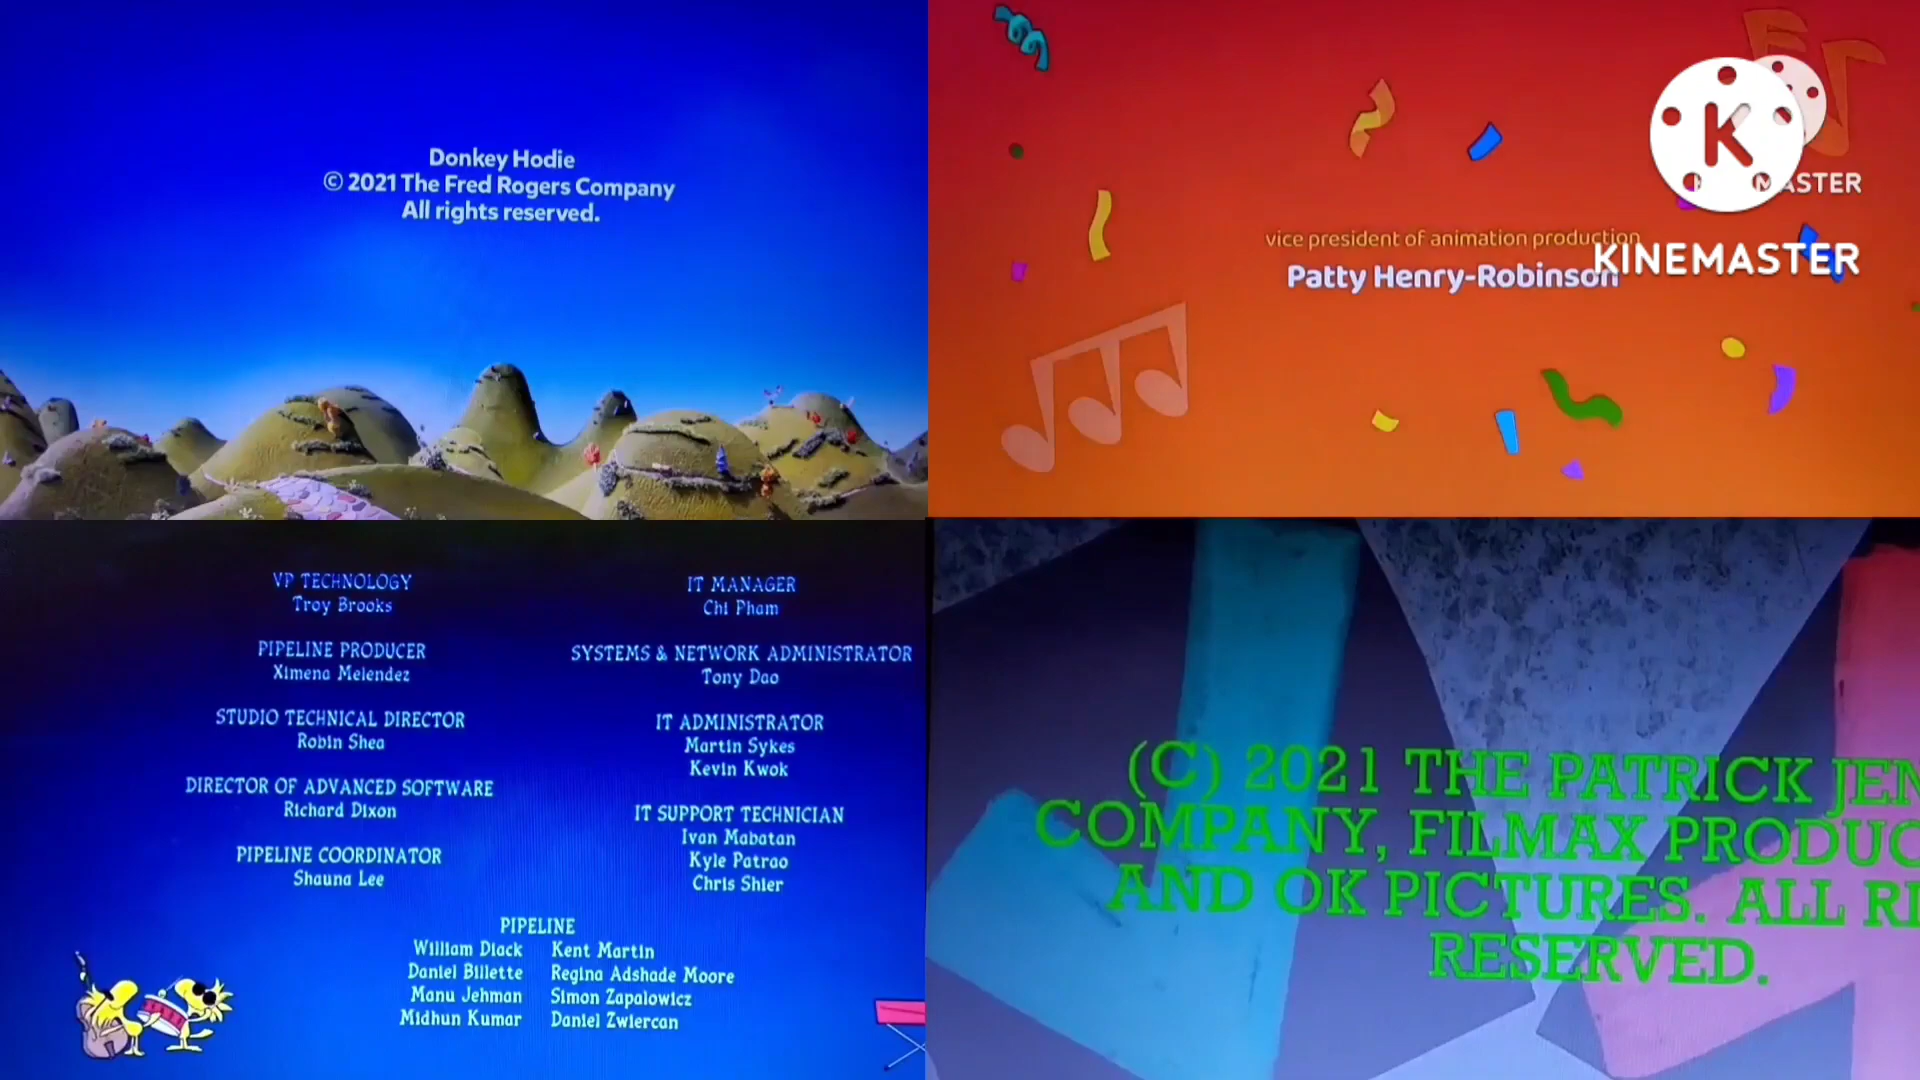 Donkey Hodie
© 2021 The Fred Rogers Company
All rights reserved.
vice president of animation production
Patty Henry-Robinson
K
MASTER
KINEMASTER
VP TECHNOLOGY
Troy Brooks
PIPELINE PRODUCER
Ximena Melendez
STUDIO TECHNICAL DIRECTOR
Robin Shea
DIRECTOR OF ADVANCED SOFTWARE
Richard Dixon
PIPELINE COORDINATOR
Shauna Lee
IT MANAGER
Chi Pham
SYSTEMS & NETWORK ADMINISTRATOR
Tony Dao
IT ADMINISTRATOR
Martin Sykes
Kevin Kwok
IT SUPPORT TECHNICIAN
Ivan Mabatan
Kyle Patrao
Chris Shier
PIPELINE
William Diack Kent Martin
Daniel Billette Regina Adshade Moore
Manu Jehman Simon Zapalowicz
Midhun Kumar Daniel Zwiercan
(C) 2021 THE PATRICK JEN
COMPANY, FILMAX PRODUC
AND OK PICTURES. ALL RI
RESERVED.